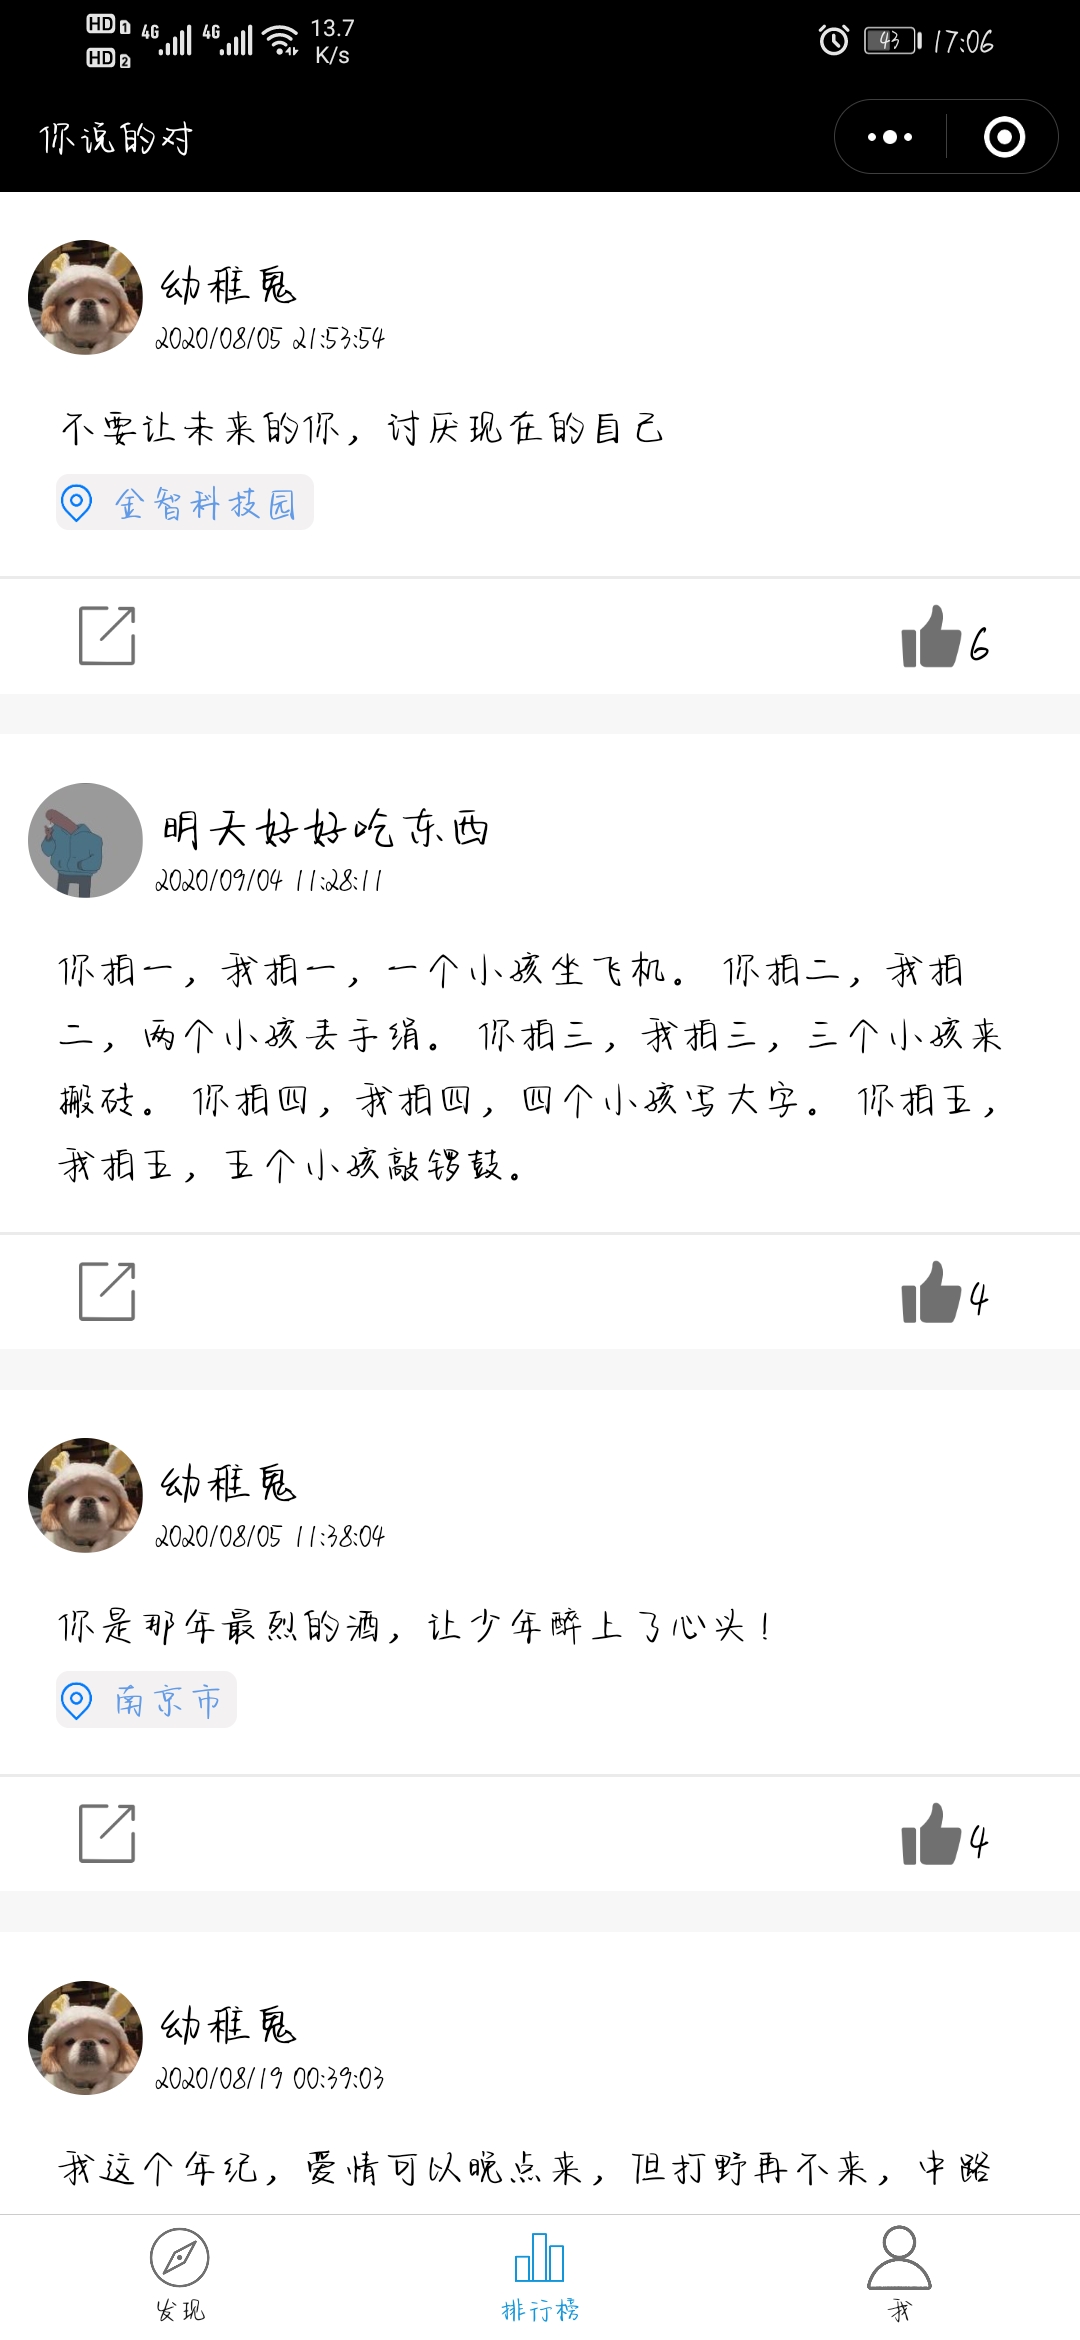 HD 1 4G 4G 13.7
HD 2 K/s
43 17:06
你说的对
幼稚鬼
2020/08/05 21:53:54
不要让未来的你，讨厌现在的自己
金智科技园
6
明天好好吃东西
2020/09/04 11:28:11
你拍一，我拍一，一个小孩坐飞机。 你拍二，我拍
二，两个小孩丢手绢。 你拍三，我拍三，三个小孩来
搬砖。 你拍四，我拍四，四个小孩写大字。 你拍五，
我拍五，五个小孩敲锣鼓。
4
幼稚鬼
2020/08/05 11:38:04
你是那年最烈的酒，让少年醉上了心头！
南京市
4
幼稚鬼
2020/08/19 00:39:03
我这个年纪，爱情可以晚点来，但打野再不来，中路
发现 排行榜 我